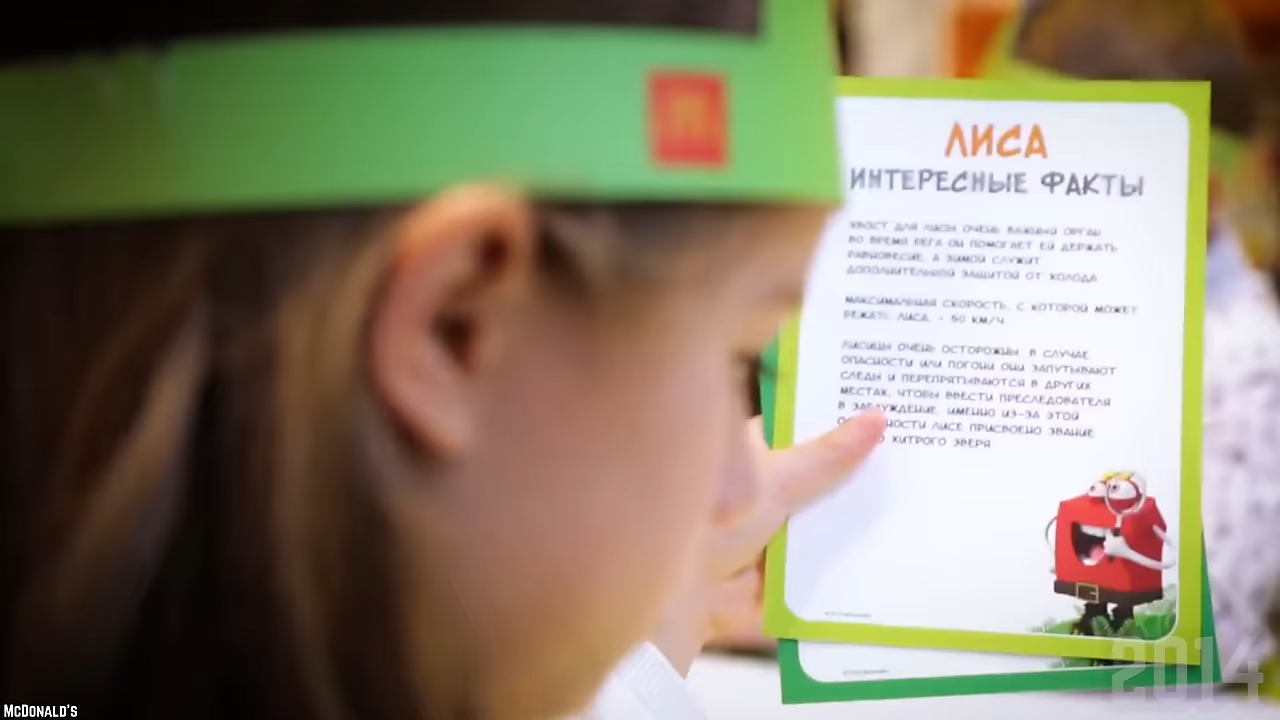 ЛИСА
ИНТЕРЕСНЫЕ ФАКТЫ
ХВОСТ ДЛЯ ЛИСЫ ОЧЕНЬ ВАЖНЫЙ ОРГАН
ВО ВРЕМЯ БЕГА ОН ПОМОГАЕТ ЕЙ ДЕРЖАТЬ
РАВНОВЕСИЕ, А ЗИМОЙ СЛУЖИТ
ДОПОЛНИТЕЛЬНОЙ ЗАЩИТОЙ ОТ ХОЛОДА
МАКСИМАЛЬНАЯ СКОРОСТЬ, С КОТОРОЙ МОЖЕТ
БЕЖАТЬ ЛИСА, - 50 КМ/Ч
ЛИСИЦЫ ОЧЕНЬ ОСТОРОЖНЫ. В СЛУЧАЕ
ОПАСНОСТИ ИЛИ ПОГОНИ ОНИ ЗАПУТЫВАЮТ
СЛЕДЫ И ПЕРЕПРЯТЫВАЮТСЯ В ДРУГИХ
МЕСТАХ, ЧТОБЫ ВВЕСТИ ПРЕСЛЕДОВАТЕЛЯ
В ЗАБЛУЖДЕНИЕ. ИМЕННО ИЗ-ЗА ЭТОЙ
ЛИСЕ ПРИСВОЕНО ЗВАНИЕ
ХИТРОГО ЗВЕРЯ
2014
McDonald's